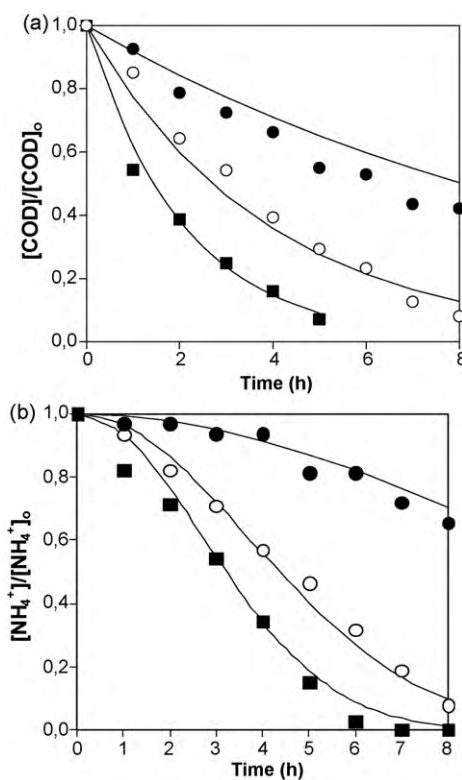 (a)
1,0
0,8
0,6
0,4
0,2
0,0
[COD]/[COD]o
0 2 4 6 8
Time (h)
(b)
1,0
0,8
0,6
0,4
0,2
0,0
[NH4+]/[NH4+]o
0 1 2 3 4 5 6 7 8
Time (h)